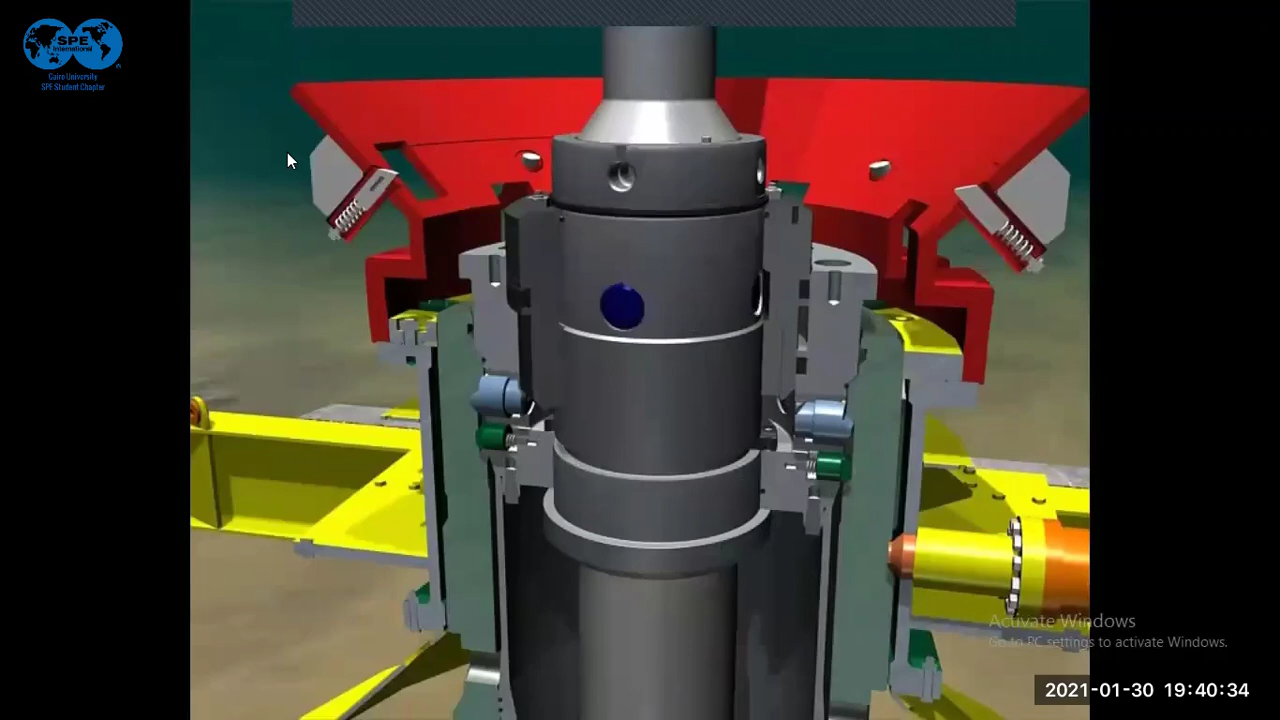 SPE
International
Cairo University
SPE Student Chapter
Activate Windows
Go to PC settings to activate Windows.
2021-01-30 19:40:34